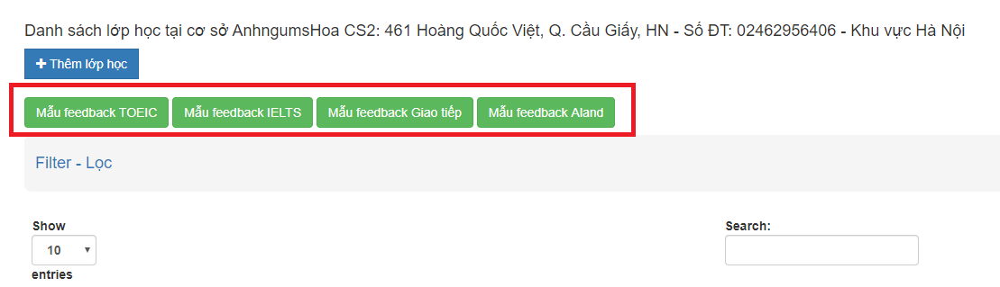 Danh sách lớp học tại cơ sở AnhngumsHoa CS2: 461 Hoàng Quốc Việt, Q. Cầu Giấy, HN - Số ĐT: 02462956406 - Khu vực Hà Nội
Thêm lớp học
Mẫu feedback TOEIC Mẫu feedback IELTS Mẫu feedback Giao tiếp Mẫu feedback Aland
Filter - Lọc
Show Search:
10
entries